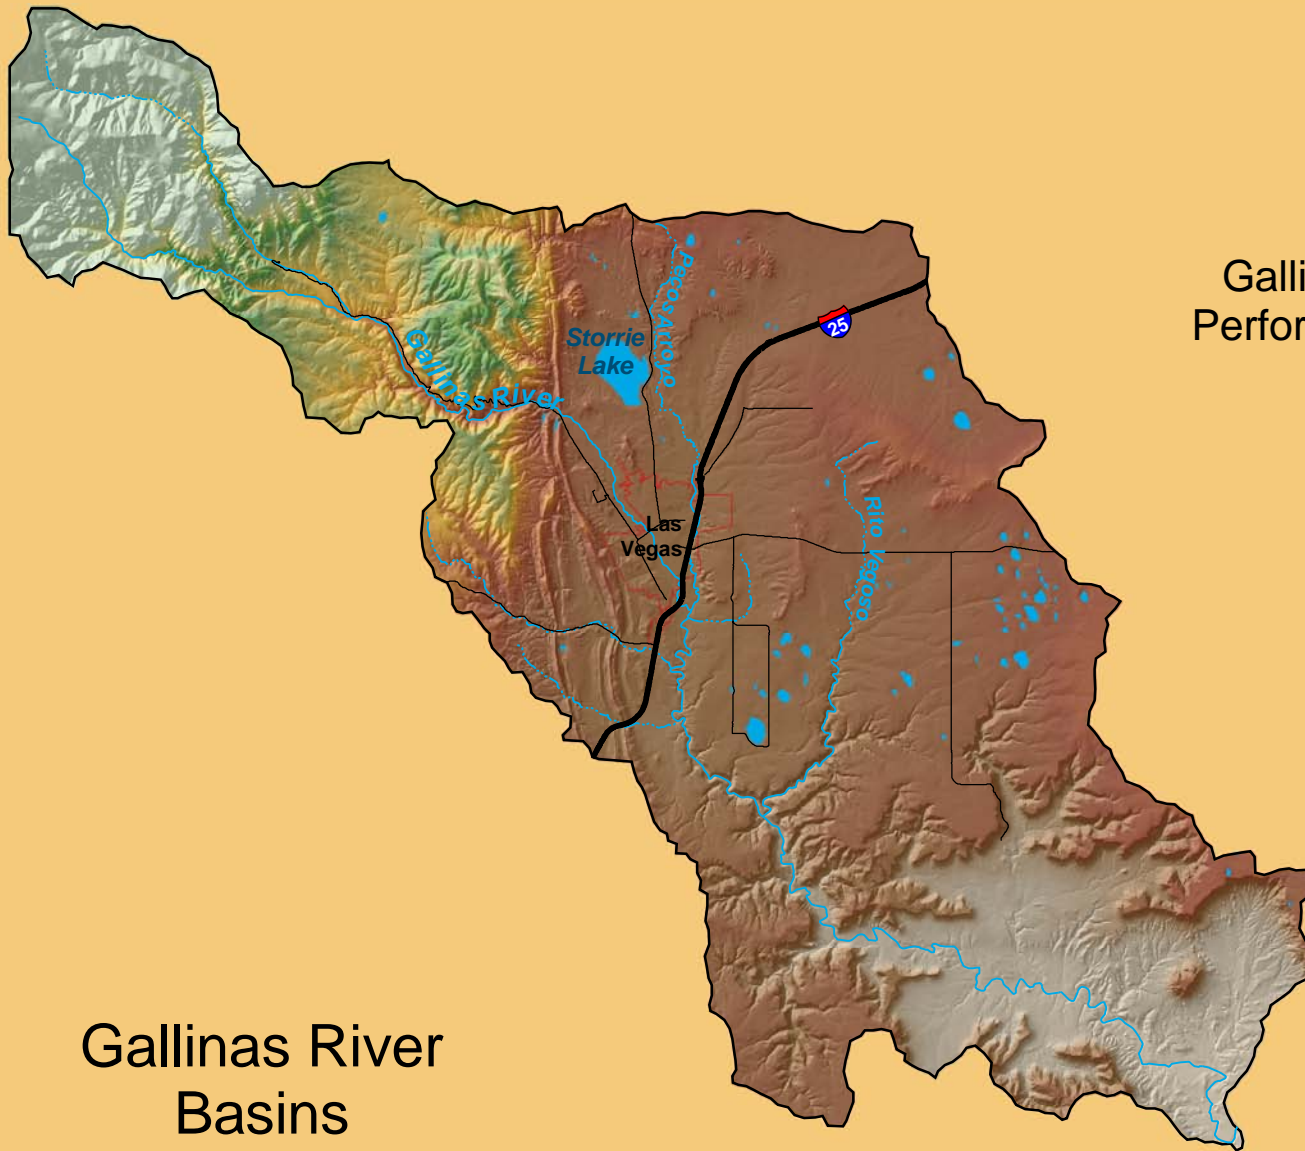 Galli
Perfor
Pecos Arroyo
25
Storrie
Lake
Gallinas River
Rito Vegoso
Las
Vegas
Gallinas River
Basins